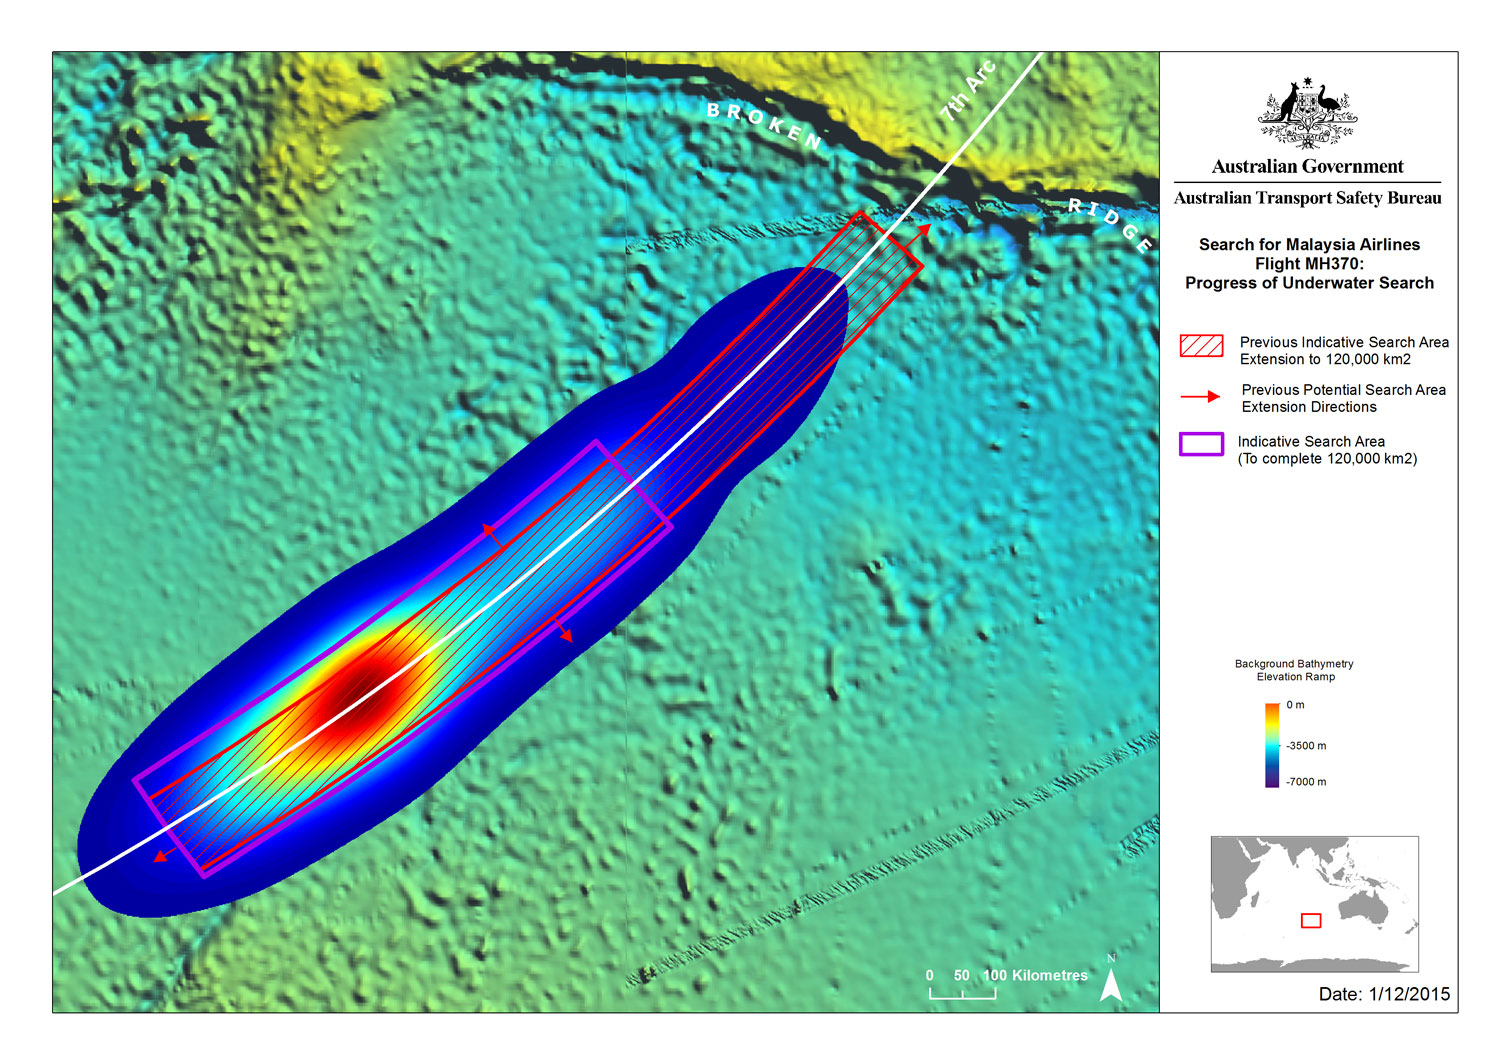 7th Arc
BROKEN
RIDGE
0 50 100 Kilometres
N
AUSTRALIA
Australian Government
Australian Transport Safety Bureau
Search for Malaysia Airlines
Flight MH370:
Progress of Underwater Search
Previous Indicative Search Area
Extension to 120,000 km2
Previous Potential Search Area
Extension Directions
Indicative Search Area
(To complete 120,000 km2)
Background Bathymetry
Elevation Ramp
0 m
-3500 m
-7000 m
Date: 1/12/2015